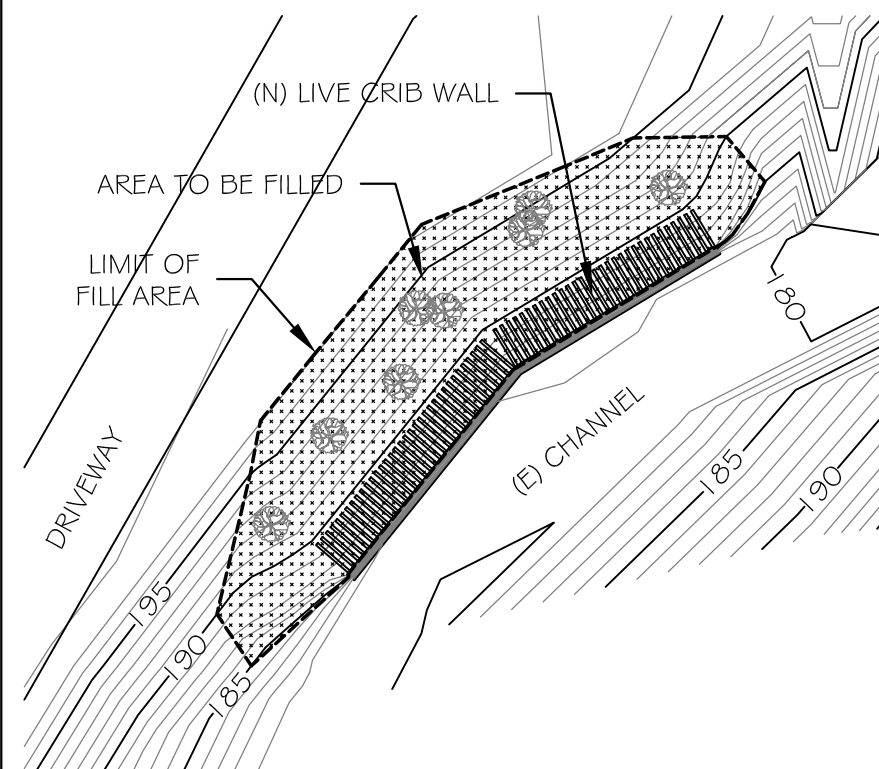 (N) LIVE CRIB WALL
AREA TO BE FILLED
LIMIT OF
FILL AREA
180
DRIVEWAY
(E) CHANNEL
185
190
195
190
185